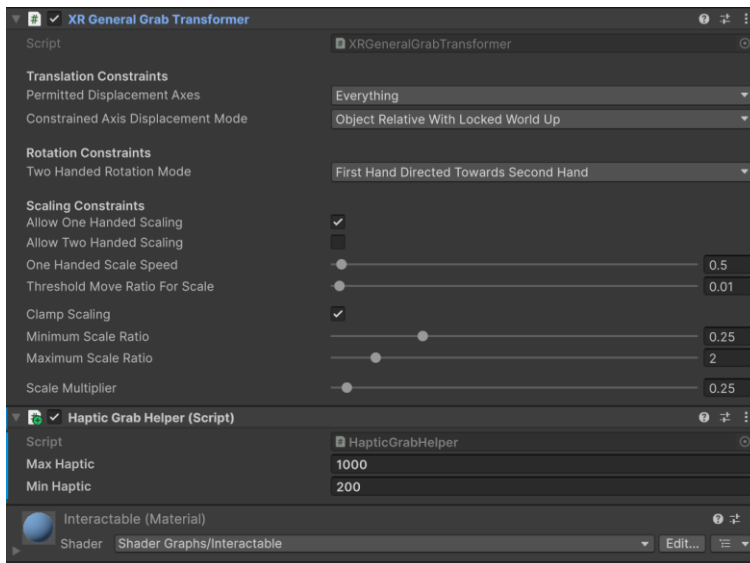 XR General Grab Transformer
Script XRGeneralGrabTransformer
Translation Constraints
Permitted Displacement Axes Everything
Constrained Axis Displacement Mode Object Relative With Locked World Up
Rotation Constraints
Two Handed Rotation Mode First Hand Directed Towards Second Hand
Scaling Constraints
Allow One Handed Scaling
Allow Two Handed Scaling
One Handed Scale Speed 0.5
Threshold Move Ratio For Scale 0.01
Clamp Scaling
Minimum Scale Ratio 0.25
Maximum Scale Ratio 2
Scale Multiplier 0.25
Haptic Grab Helper (Script)
Script HapticGrabHelper
Max Haptic 1000
Min Haptic 200
Interactable (Material)
Shader Shader Graphs/Interactable Edit...